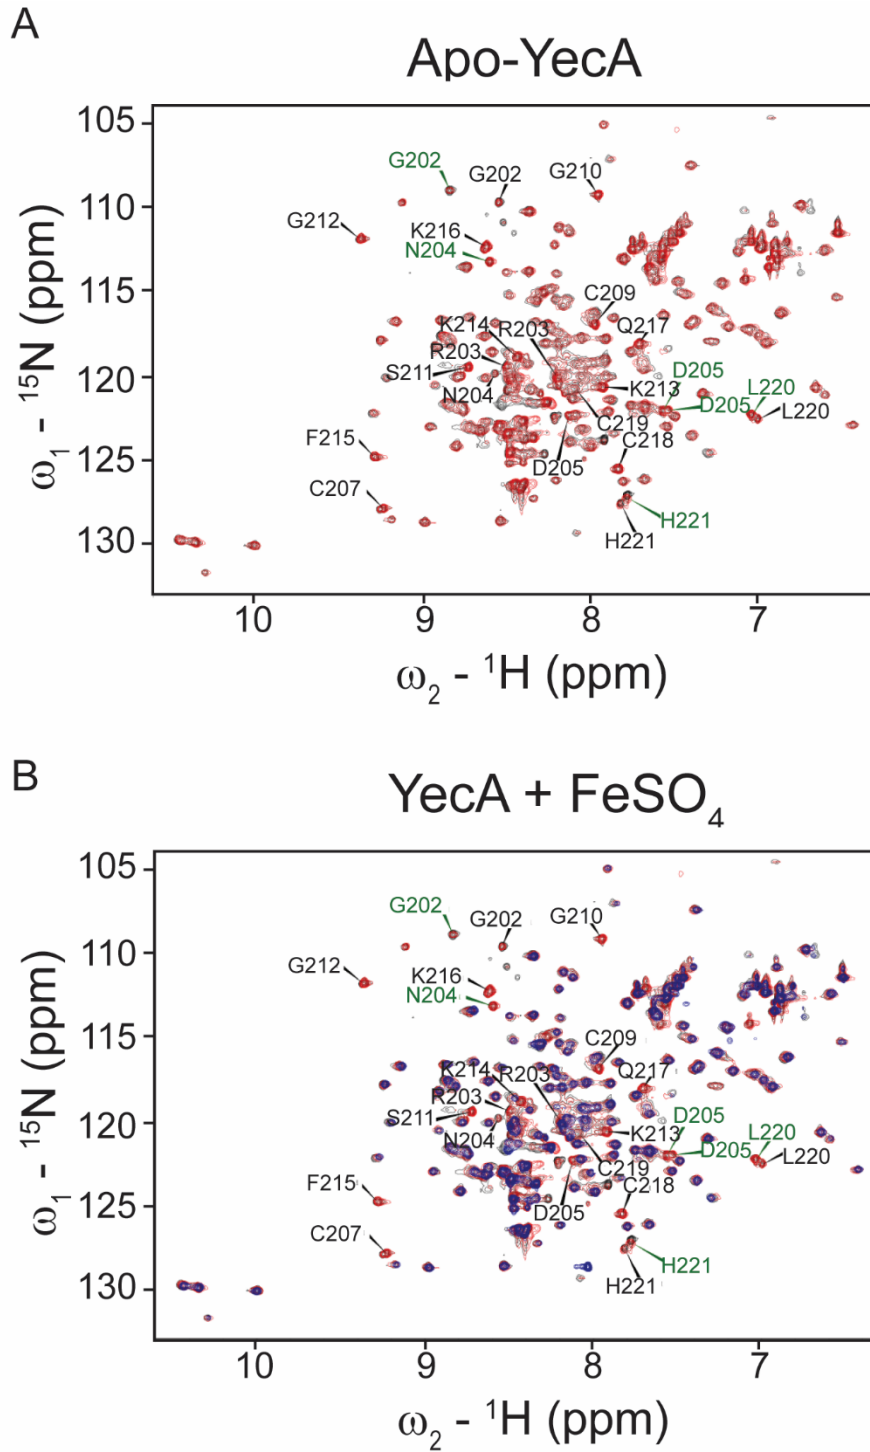 A
Apo-YecA
105
G202
G202
G210
G212
K216
N204
110
115
C209
K214
R203
Q217
R203
D205
S211
120
N204
K213
D205
L220
L220
C219
C218
D205
F215
125
C207
H221
H221
130
ω1 - 15N (ppm)
10
9
8
7
ω2 - 1H (ppm)
B
YecA + FeSO4
105
G202
G202
G210
G212
K216
N204
110
115
C209
K214
R203
Q217
R203
D205
S211
120
N204
K213
D205
L220
L220
C219
C218
D205
F215
125
C207
H221
H221
130
ω1 - 15N (ppm)
10
9
8
7
ω2 - 1H (ppm)